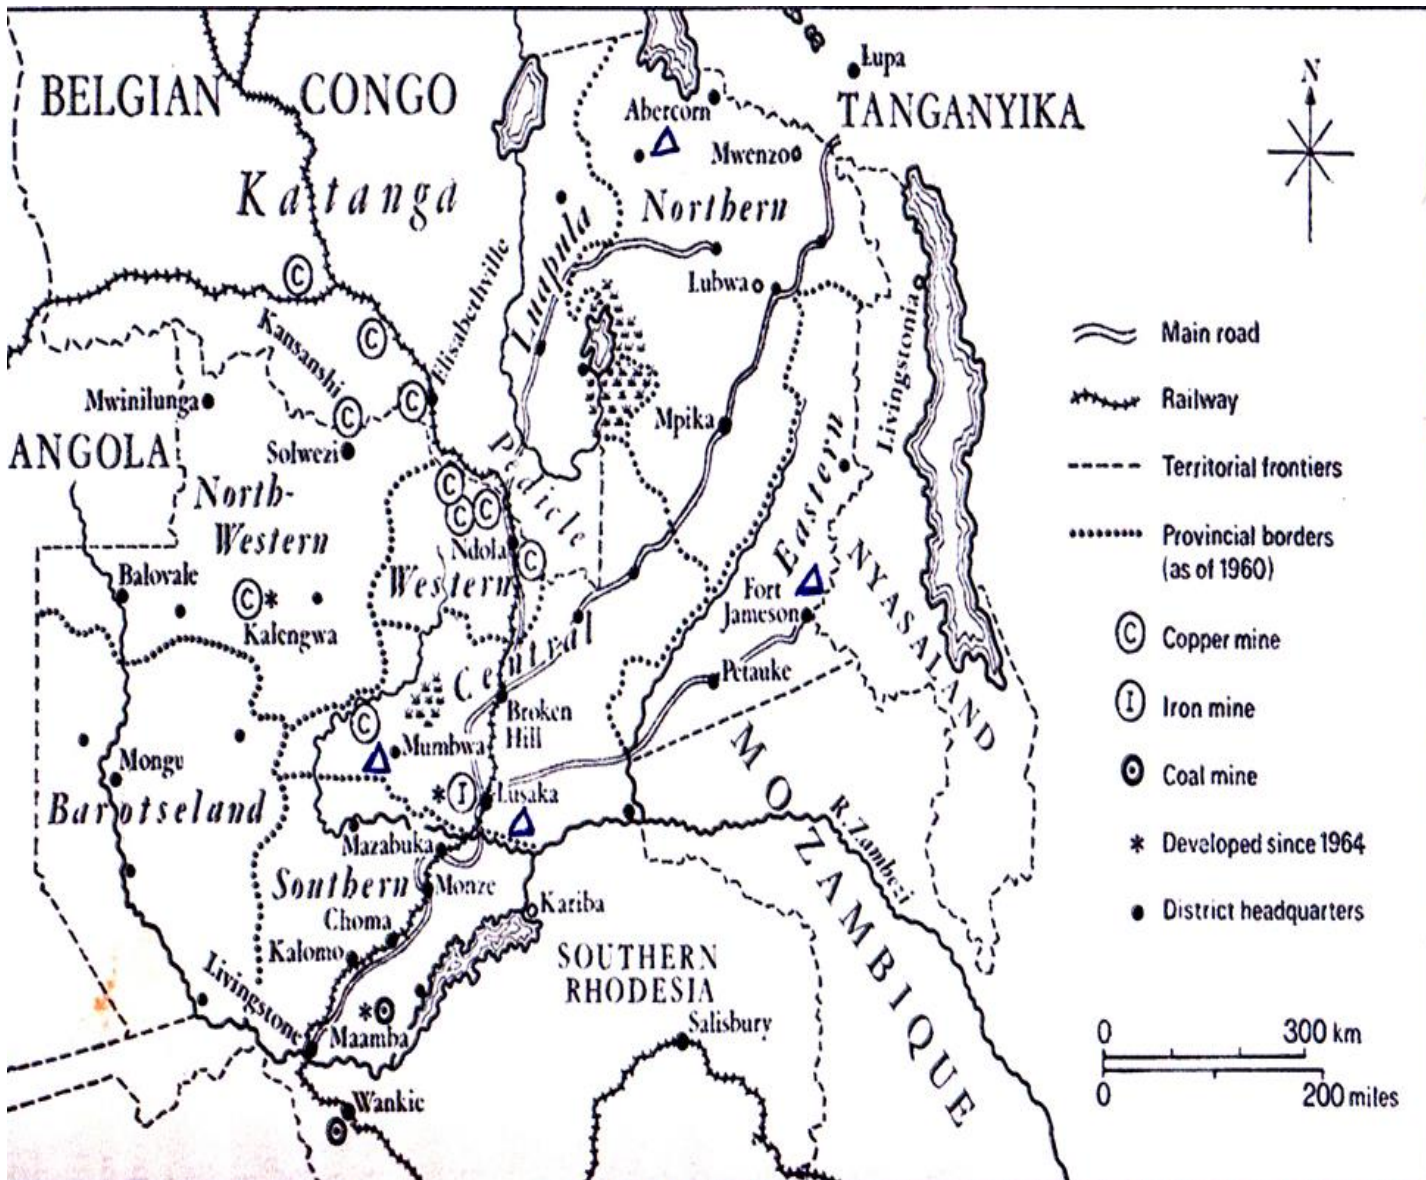 Lupa
BELGIAN CONGO
TANGANYIKA
N
Abercorn
Mwenzo
Katanga
Northern
Luapula
Elisabethville
Lubwa
Livingstonia
Kansanshi
C
C
C
C
Mwinilunga
Solwezi
Mpika
ANGOLA
North-
Western
Pedicle
Eastern
C
C
C
C
Ndola
Western
NYASALAND
Balovale
C *
Kalengwa
Fort
Jameson
Central
Petauke
Broken
Hill
C
Mumbwa
Mongu
* I
Lusaka
Barotseland
MOZAMBIQUE
R. Zambezi
Mazabuka
Southern
Monze
Choma
Kariba
Kalomo
SOUTHERN
RHODESIA
Livingstone
*
Maamba
Salisbury
Wankie
Main road
Railway
Territorial frontiers
Provincial borders
(as of 1960)
C Copper mine
I Iron mine
Coal mine
* Developed since 1964
District headquarters
0 300 km
0 200 miles